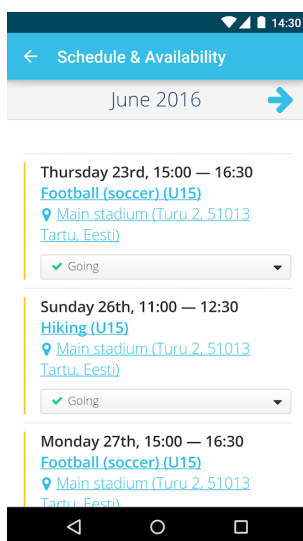 14:30
Schedule & Availability
June 2016
Thursday 23rd, 15:00 — 16:30
Football (soccer) (U15)
Main stadium (Turu 2, 51013
Tartu, Eesti)
Going
Sunday 26th, 11:00 — 12:30
Hiking (U15)
Main stadium (Turu 2, 51013
Tartu, Eesti)
Going
Monday 27th, 15:00 — 16:30
Football (soccer) (U15)
Main stadium (Turu 2, 51013
Tartu, Eesti)